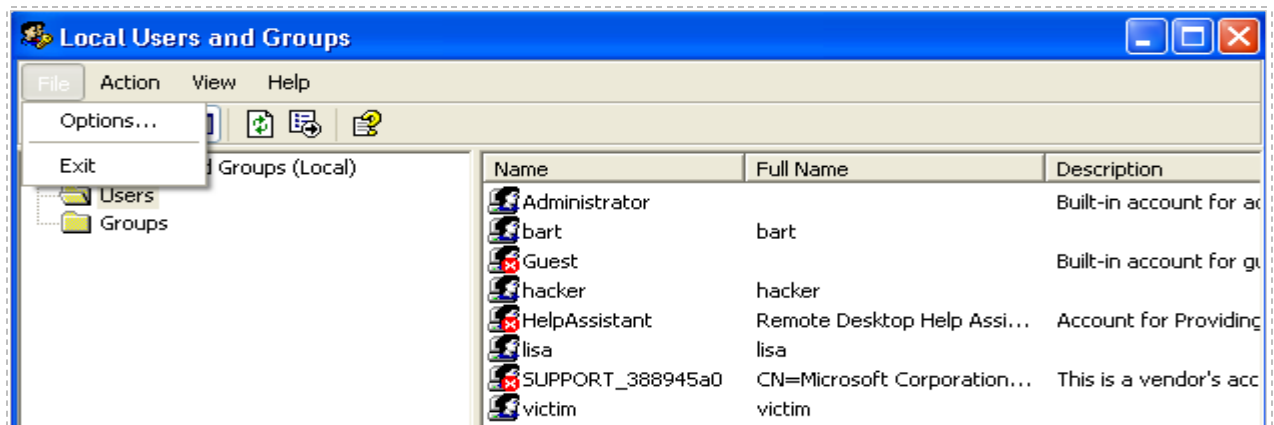 Local Users and Groups
File Action View Help
Options...
Exit
Groups (Local)
Users
Groups
Name Full Name Description
Administrator Built-in account for
bart bart
Guest Built-in account for
hacker hacker
HelpAssistant Remote Desktop Help Assi... Account for Providing
lisa lisa
SUPPORT_388945a0 CN=Microsoft Corporation... This is a vendor's acc
victim victim